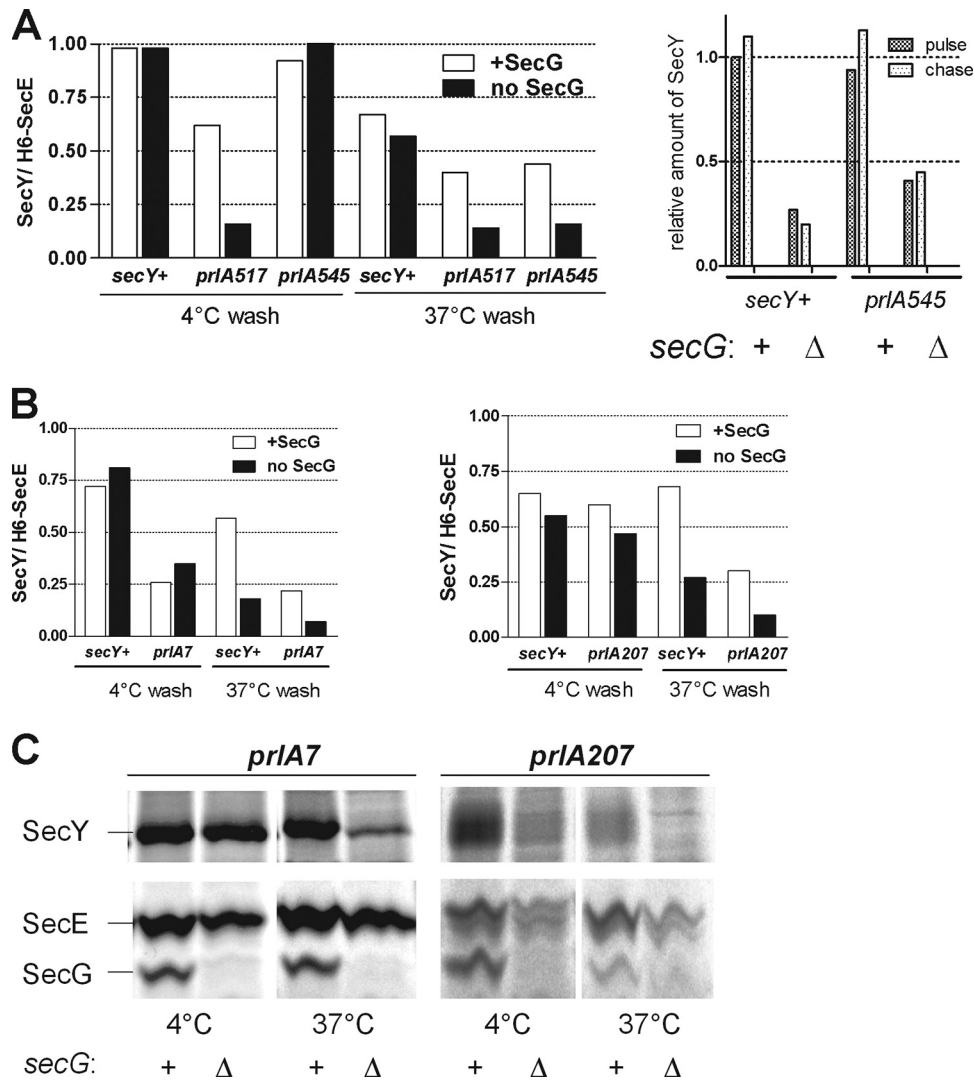 A
SecY/ H6-SecE
1.00
0.75
0.50
0.25
0.00
+SecG
no SecG
secY+ prlA517 prlA545 secY+ prlA517 prlA545
4°C wash 37°C wash
relative amount of SecY
1.0
0.5
0.0
pulse
chase
secY+ prlA545
secG: + Δ + Δ
B
SecY/ H6-SecE
1.00
0.75
0.50
0.25
0.00
+SecG
no SecG
secY+ prlA7 secY+ prlA7
4°C wash 37°C wash
SecY/ H6-SecE
1.00
0.75
0.50
0.25
0.00
+SecG
no SecG
secY+ prlA207 secY+ prlA207
4°C wash 37°C wash
C
prlA7 prlA207
SecY
SecE
SecG
4°C 37°C 4°C 37°C
secG: + Δ + Δ + Δ + Δ